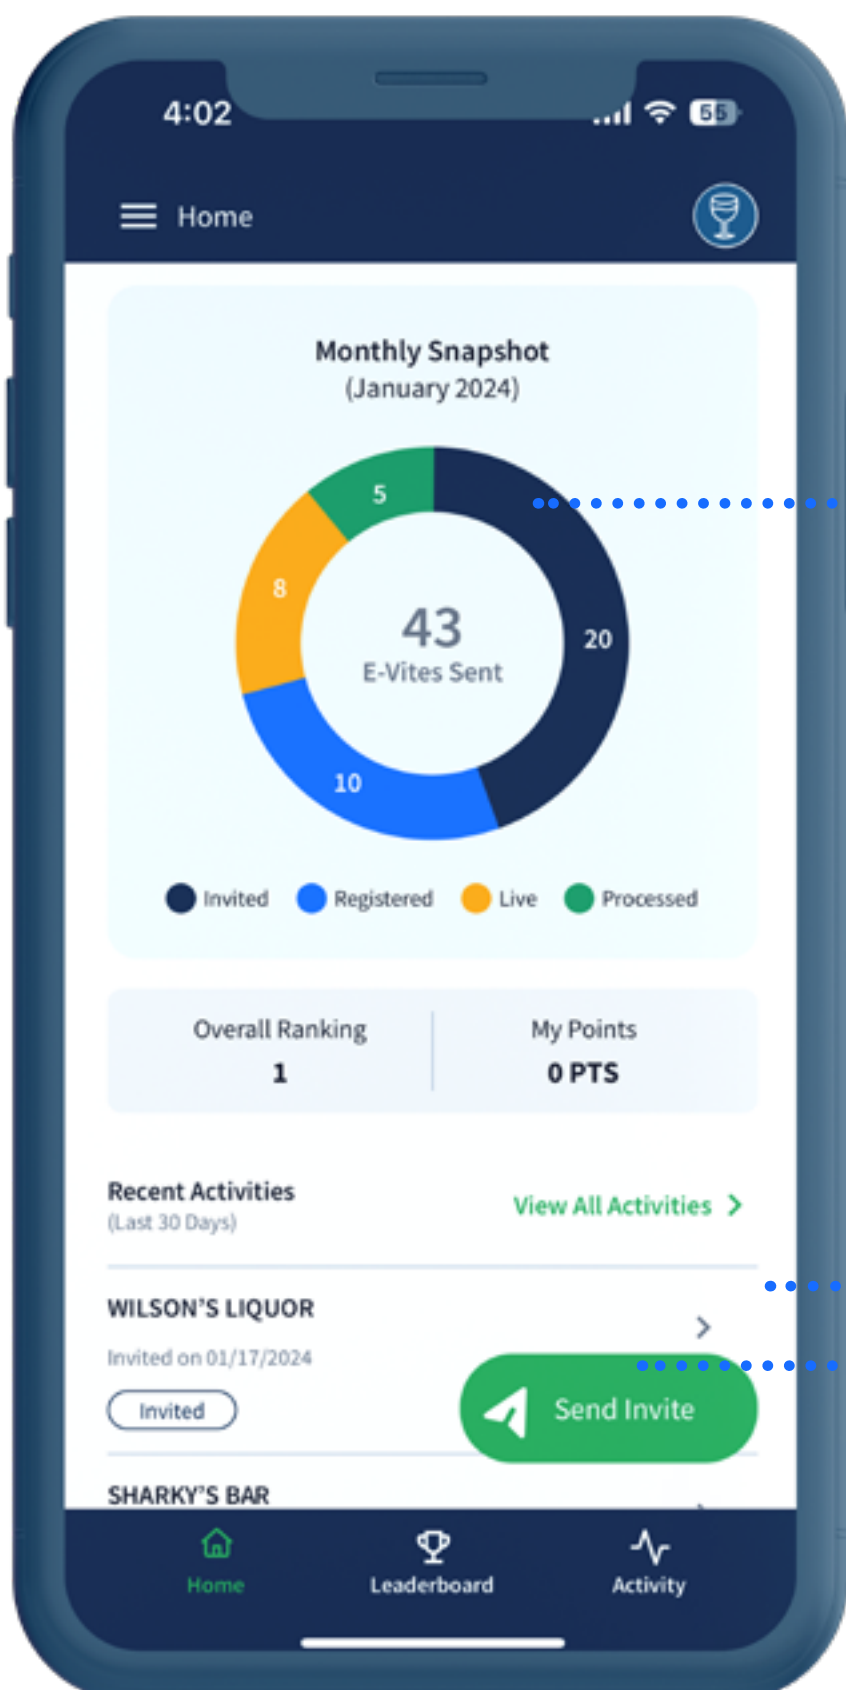 4:02
55
Home
Monthly Snapshot
(January 2024)
5
8
20
43
E-Vites Sent
10
Invited
Registered
Live
Processed
Overall Ranking
My Points
1
0 PTS
Recent Activities
(Last 30 Days)
View All Activities
WILSON'S LIQUOR
Invited on 01/17/2024
Invited
Send Invite
SHARKY'S BAR
Home
Leaderboard
Activity